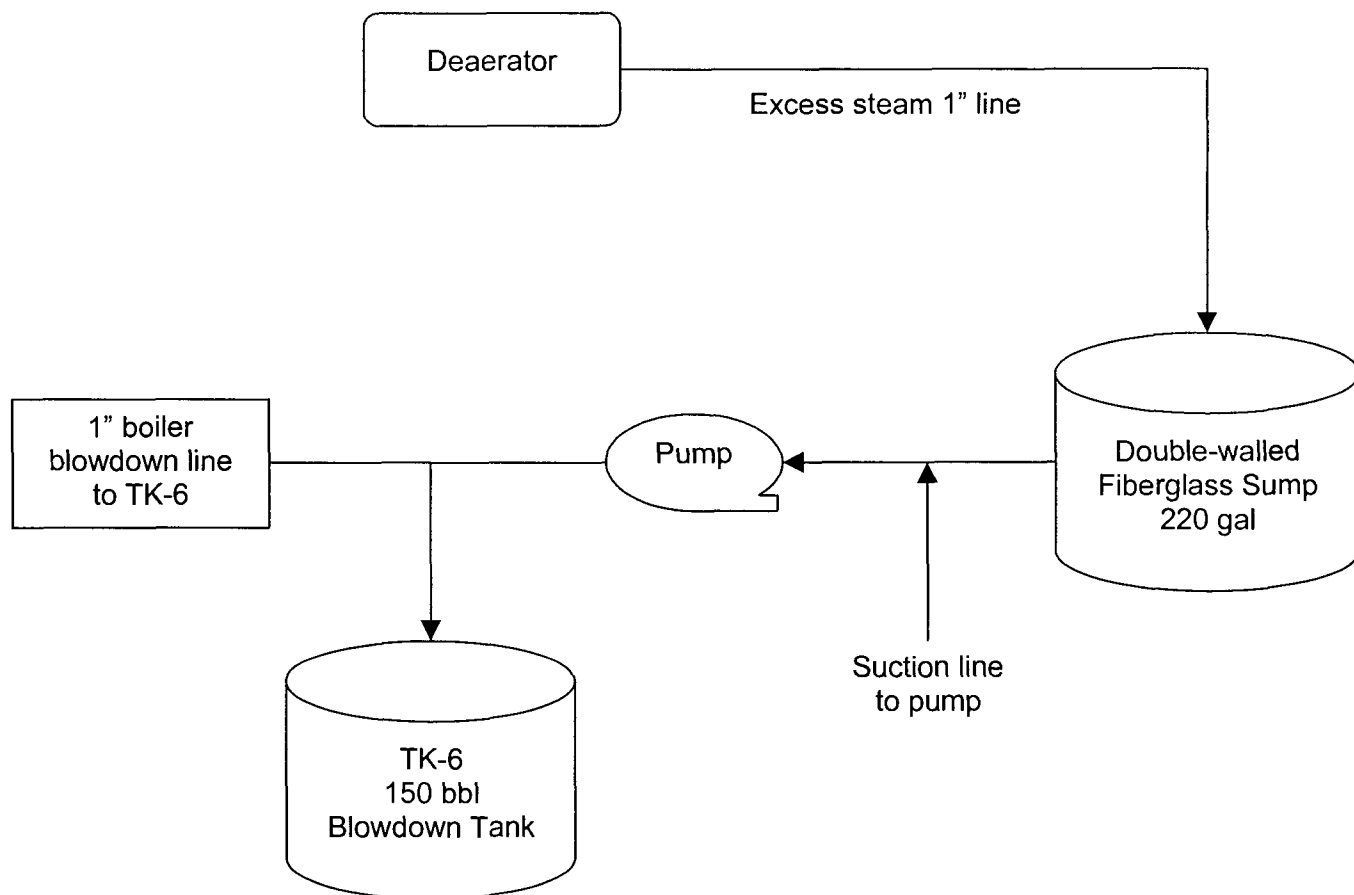 Deaerator
Excess steam 1” line
1” boiler
blowdown line
to TK-6
Pump
Double-walled
Fiberglass Sump
220 gal
Suction line
to pump
TK-6
150 bbl
Blowdown Tank